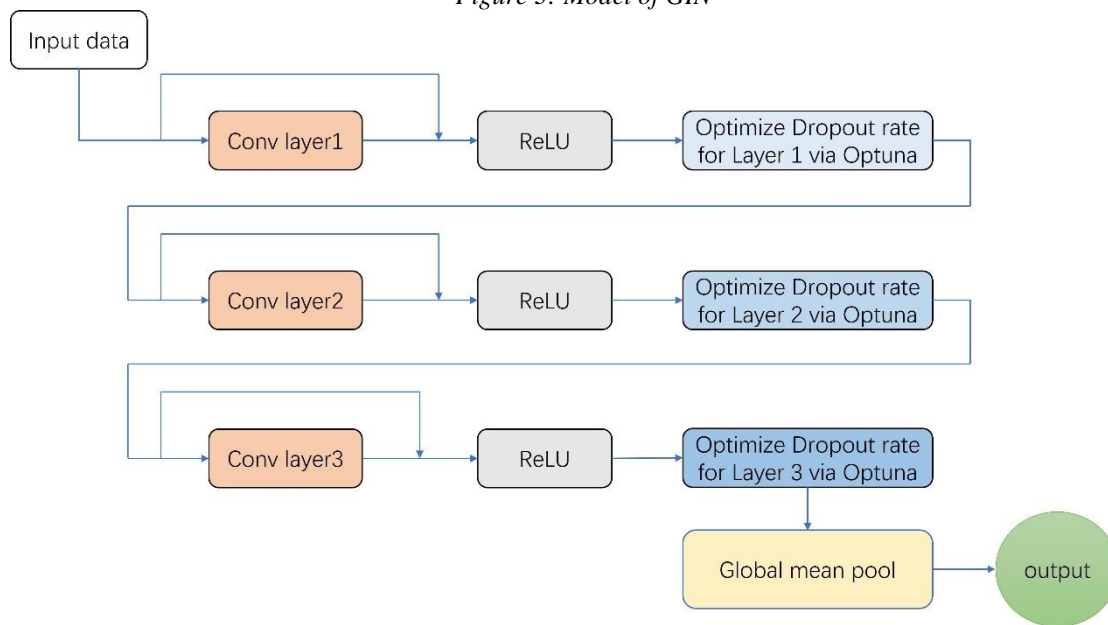 Figure 3: Model of GIN
Input data
Conv layer1
ReLU
Optimize Dropout rate
for Layer 1 via Optuna
Conv layer2
ReLU
Optimize Dropout rate
for Layer 2 via Optuna
Conv layer3
ReLU
Optimize Dropout rate
for Layer 3 via Optuna
Global mean pool
output